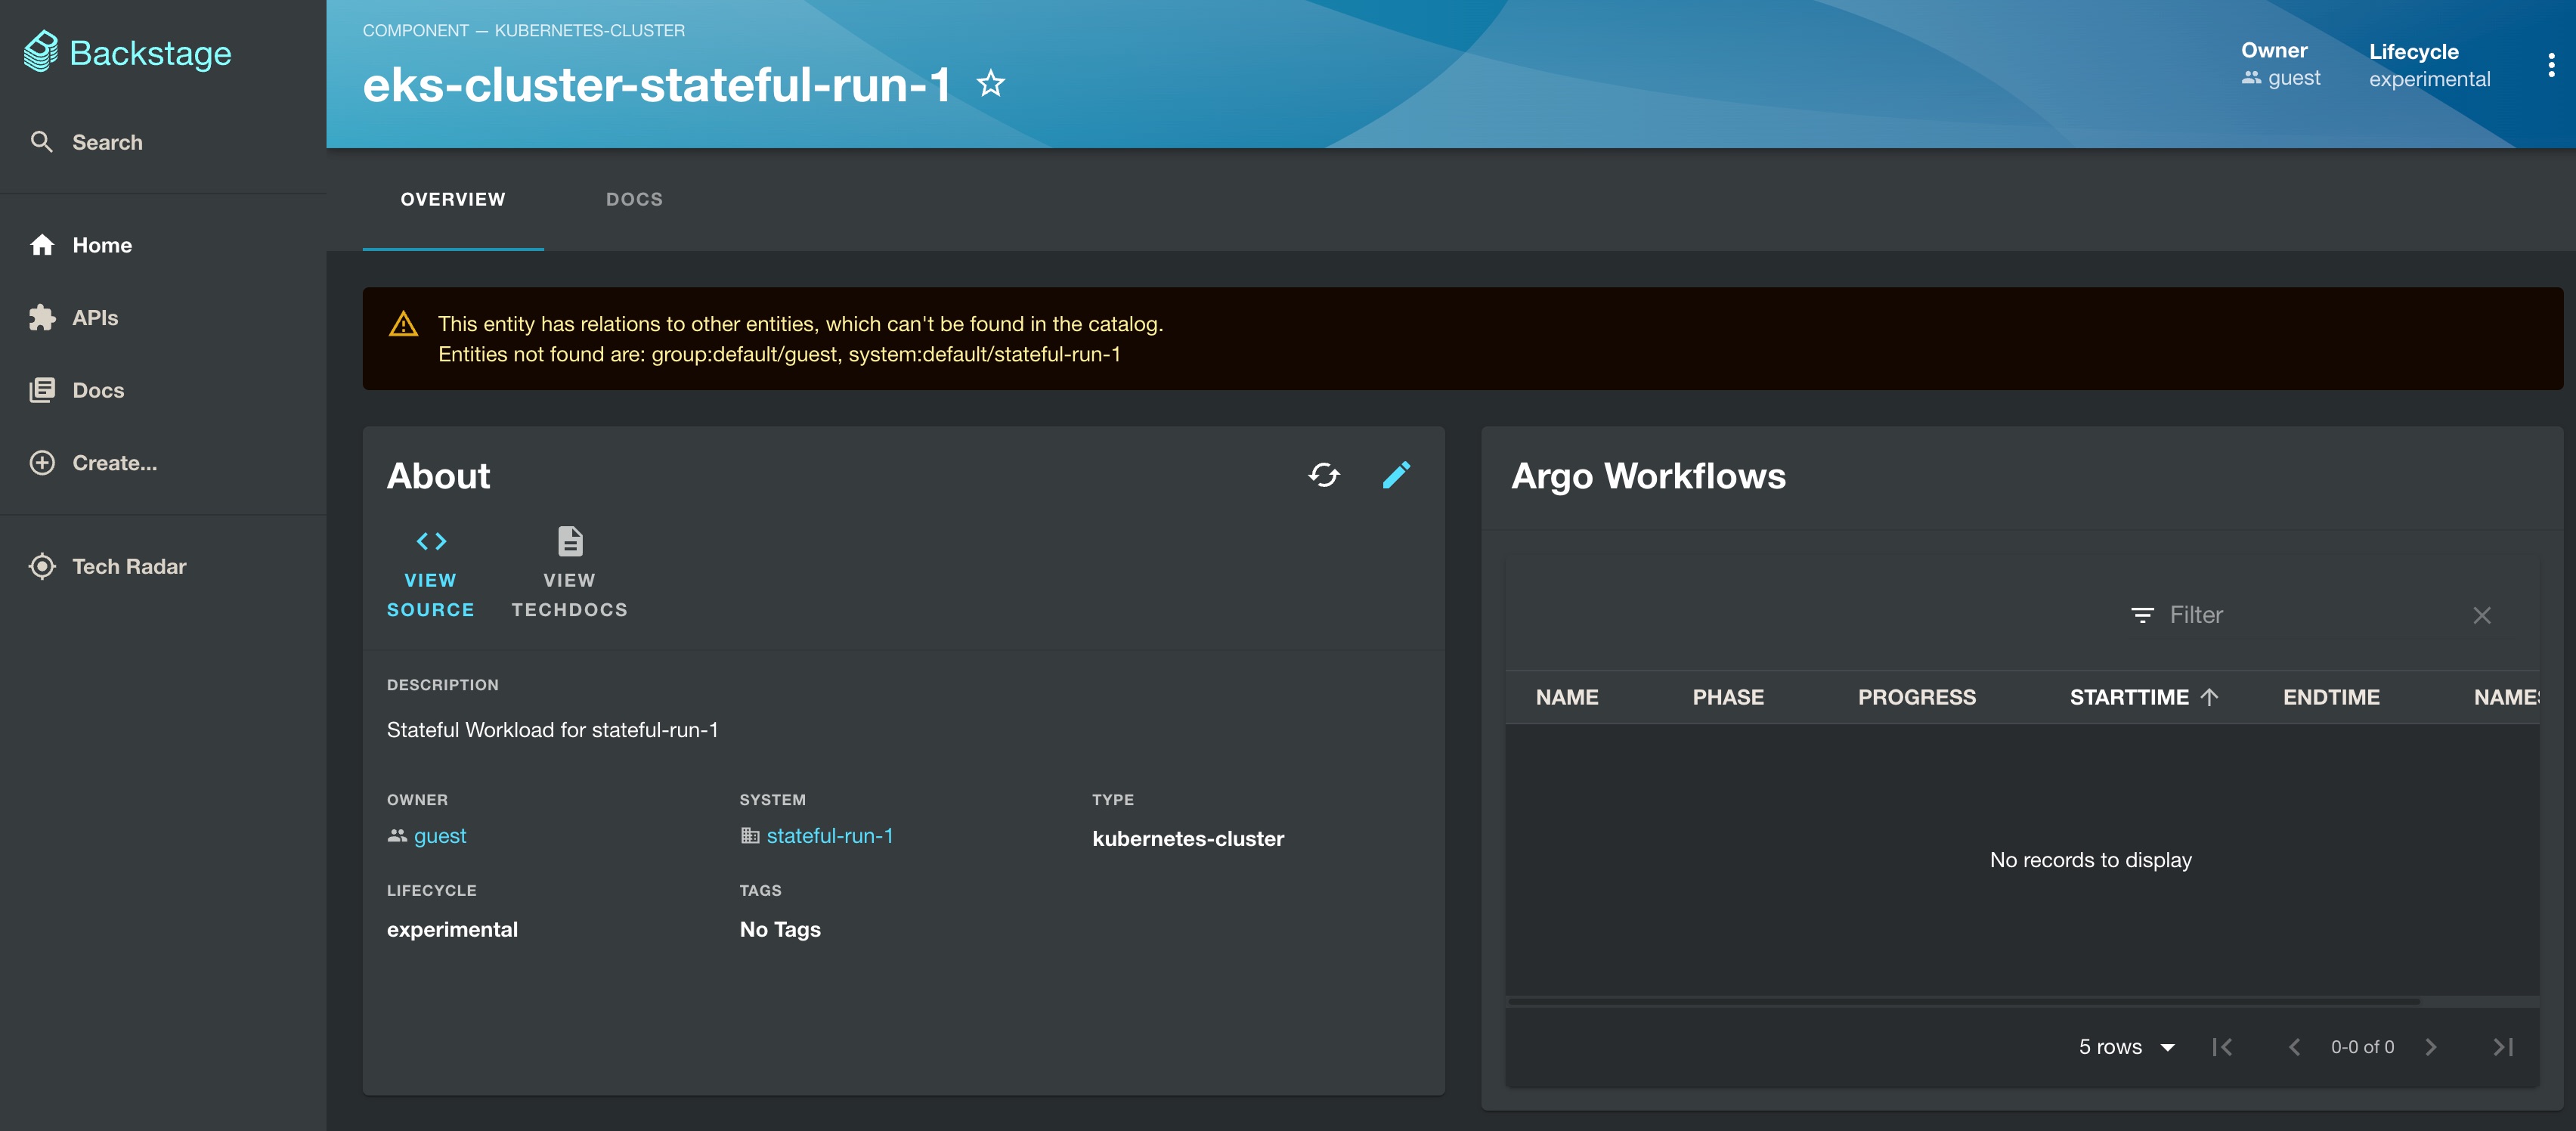 Backstage
Search
Home
APIs
Docs
Create...
Tech Radar
COMPONENT — KUBERNETES-CLUSTER
eks-cluster-stateful-run-1
Owner
guest
Lifecycle
experimental
OVERVIEW
DOCS
This entity has relations to other entities, which can't be found in the catalog.
Entities not found are: group:default/guest, system:default/stateful-run-1
About
VIEW
SOURCE
VIEW
TECHDOCS
DESCRIPTION
Stateful Workload for stateful-run-1
OWNER
SYSTEM
TYPE
guest
stateful-run-1
kubernetes-cluster
LIFECYCLE
TAGS
experimental
No Tags
Argo Workflows
Filter
NAME PHASE PROGRESS STARTTIME ENDTIME
No records to display
5 rows
0-0 of 0